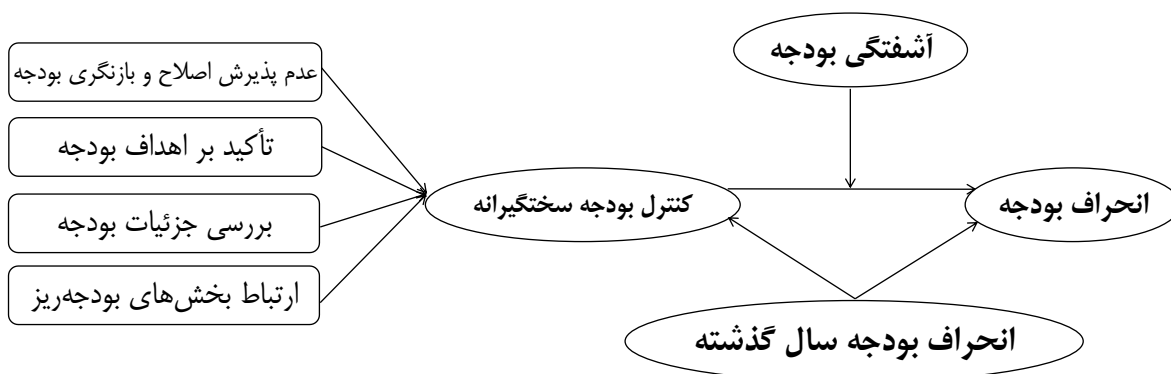 آشفتگی بودجه
عدم پذیرش اصلاح و بازنگری بودجه
تأکید بر اهداف بودجه
بررسی جزئیات بودجه
ارتباط بخش‌های بودجه‌ریز
کنترل بودجه سختگیرانه
انحراف بودجه
انحراف بودجه سال گذشته